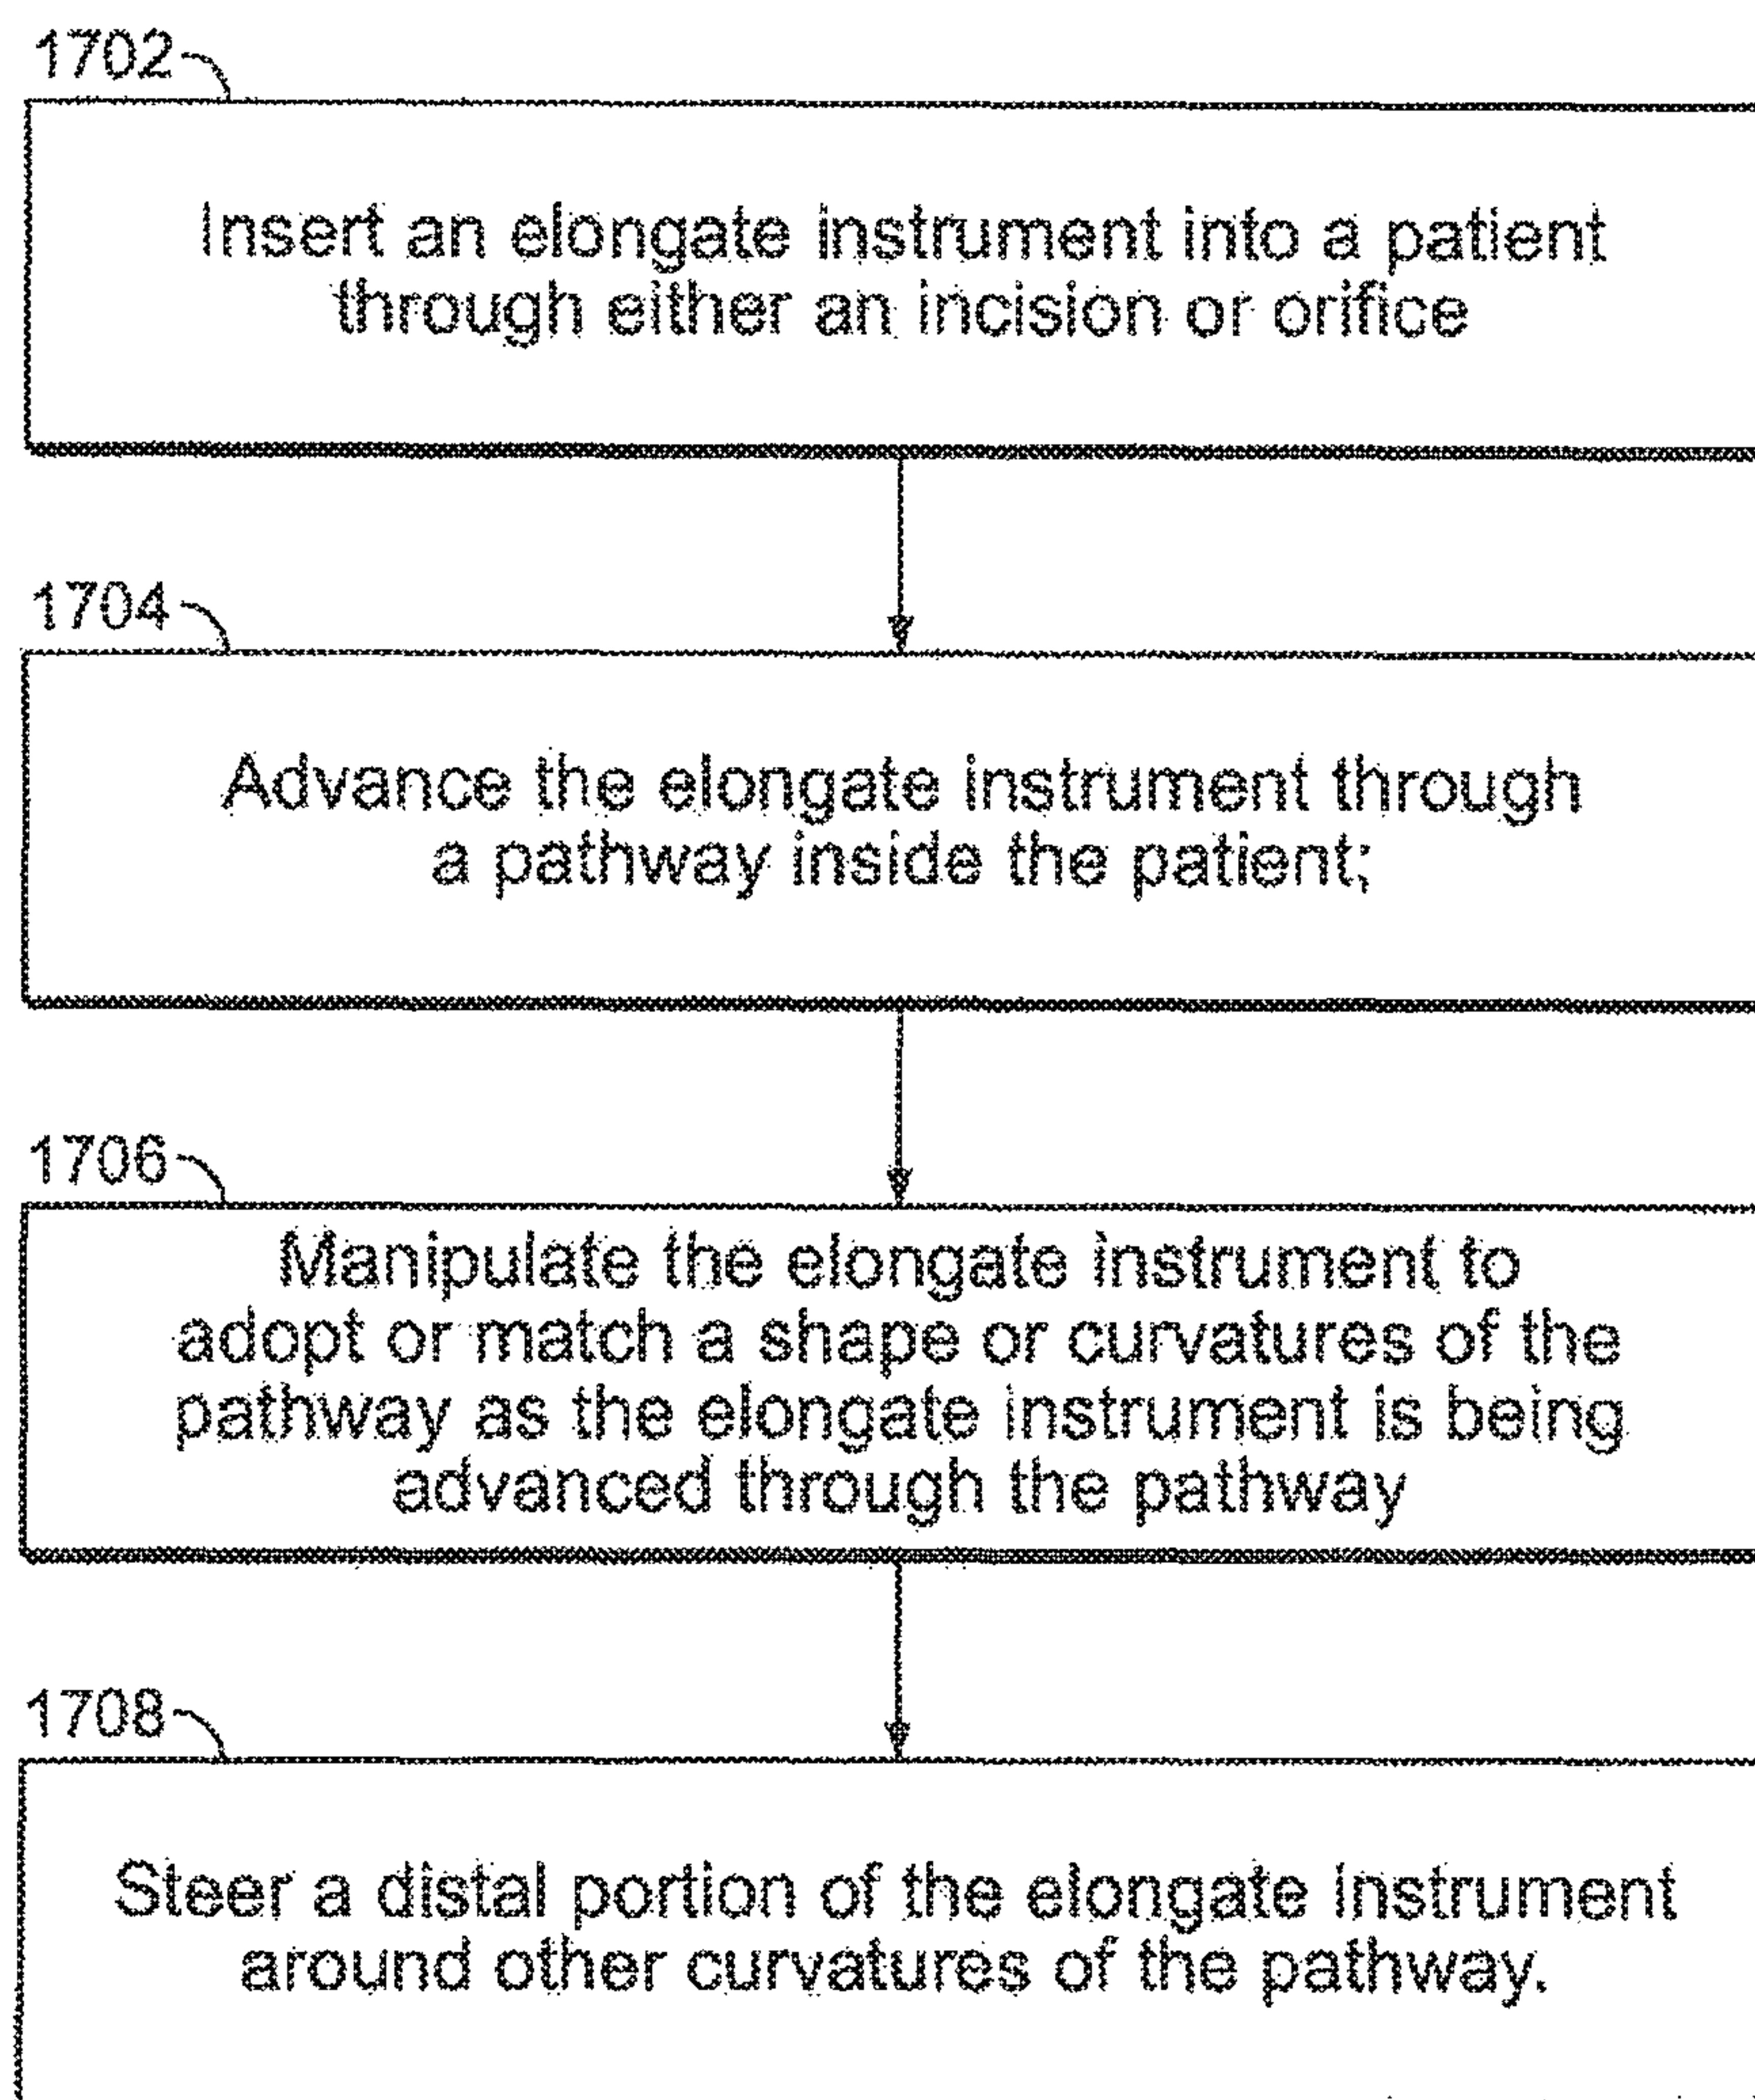 1702
Insert an elongate instrument into a patient
through either an incision or orifice
1704
Advance the elongate instrument through
a pathway inside the patient;
1706
Manipulate the elongate instrument to
adopt or match a shape or curvatures of the
pathway as the elongate instrument is being
advanced through the pathway
1708
Steer a distal portion of the elongate instrument
around other curvatures of the pathway.